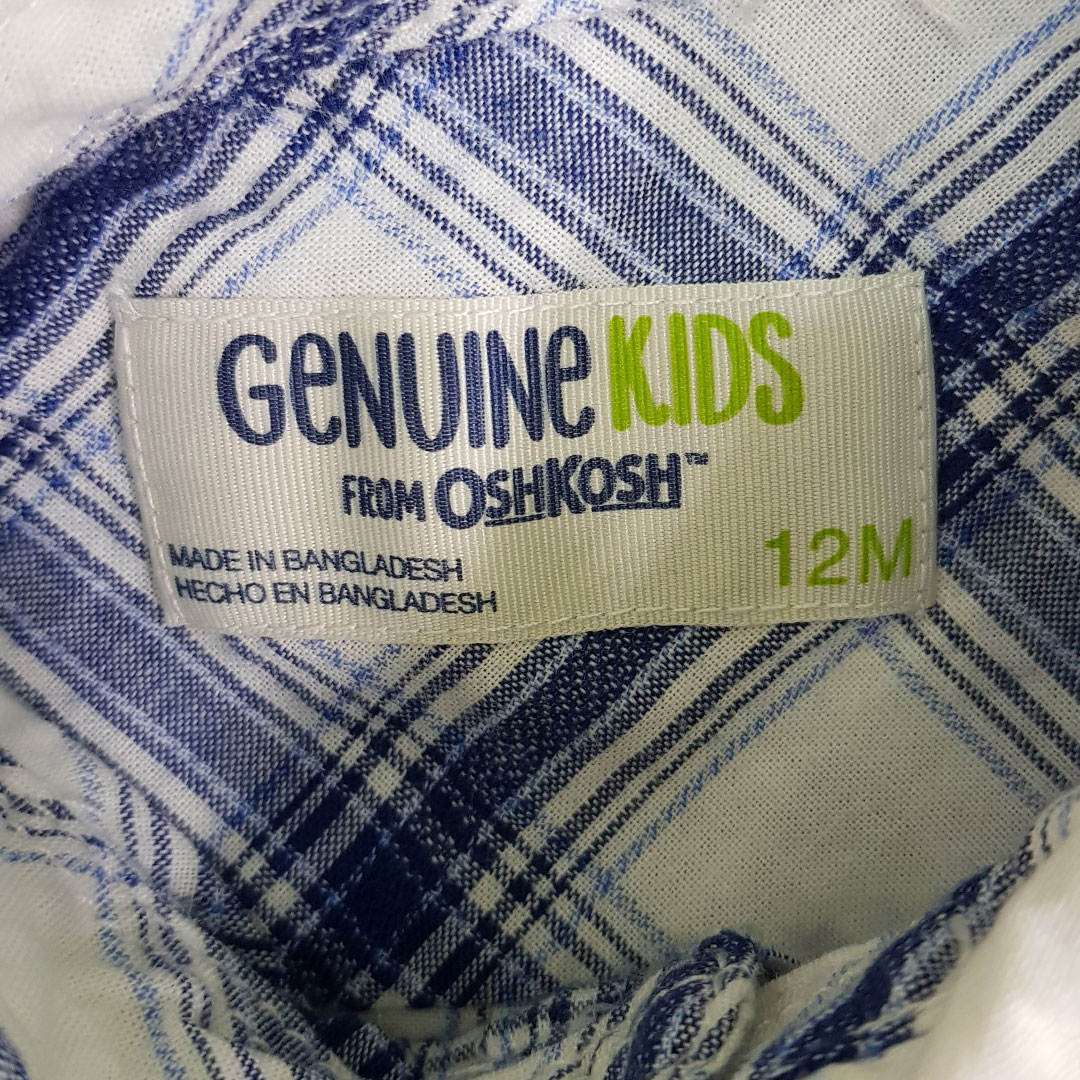 GENUINE KIDS
FROM OSHKOSH™
MADE IN BANGLADESH
HECHO EN BANGLADESH
12M